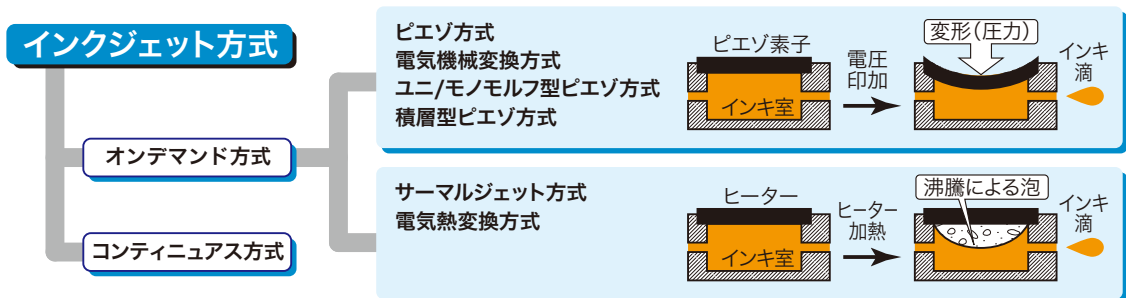 インクジェット方式
オンデマンド方式
コンティニュアス方式
ピエゾ方式
電気機械変換方式
ユニ/モノモルフ型ピエゾ方式
積層型ピエゾ方式
ピエゾ素子
インキ室
電圧
印加
変形(圧力)
インキ
滴
サーマルジェット方式
電気熱変換方式
ヒーター
インキ室
ヒーター
加熱
沸騰による泡
インキ
滴